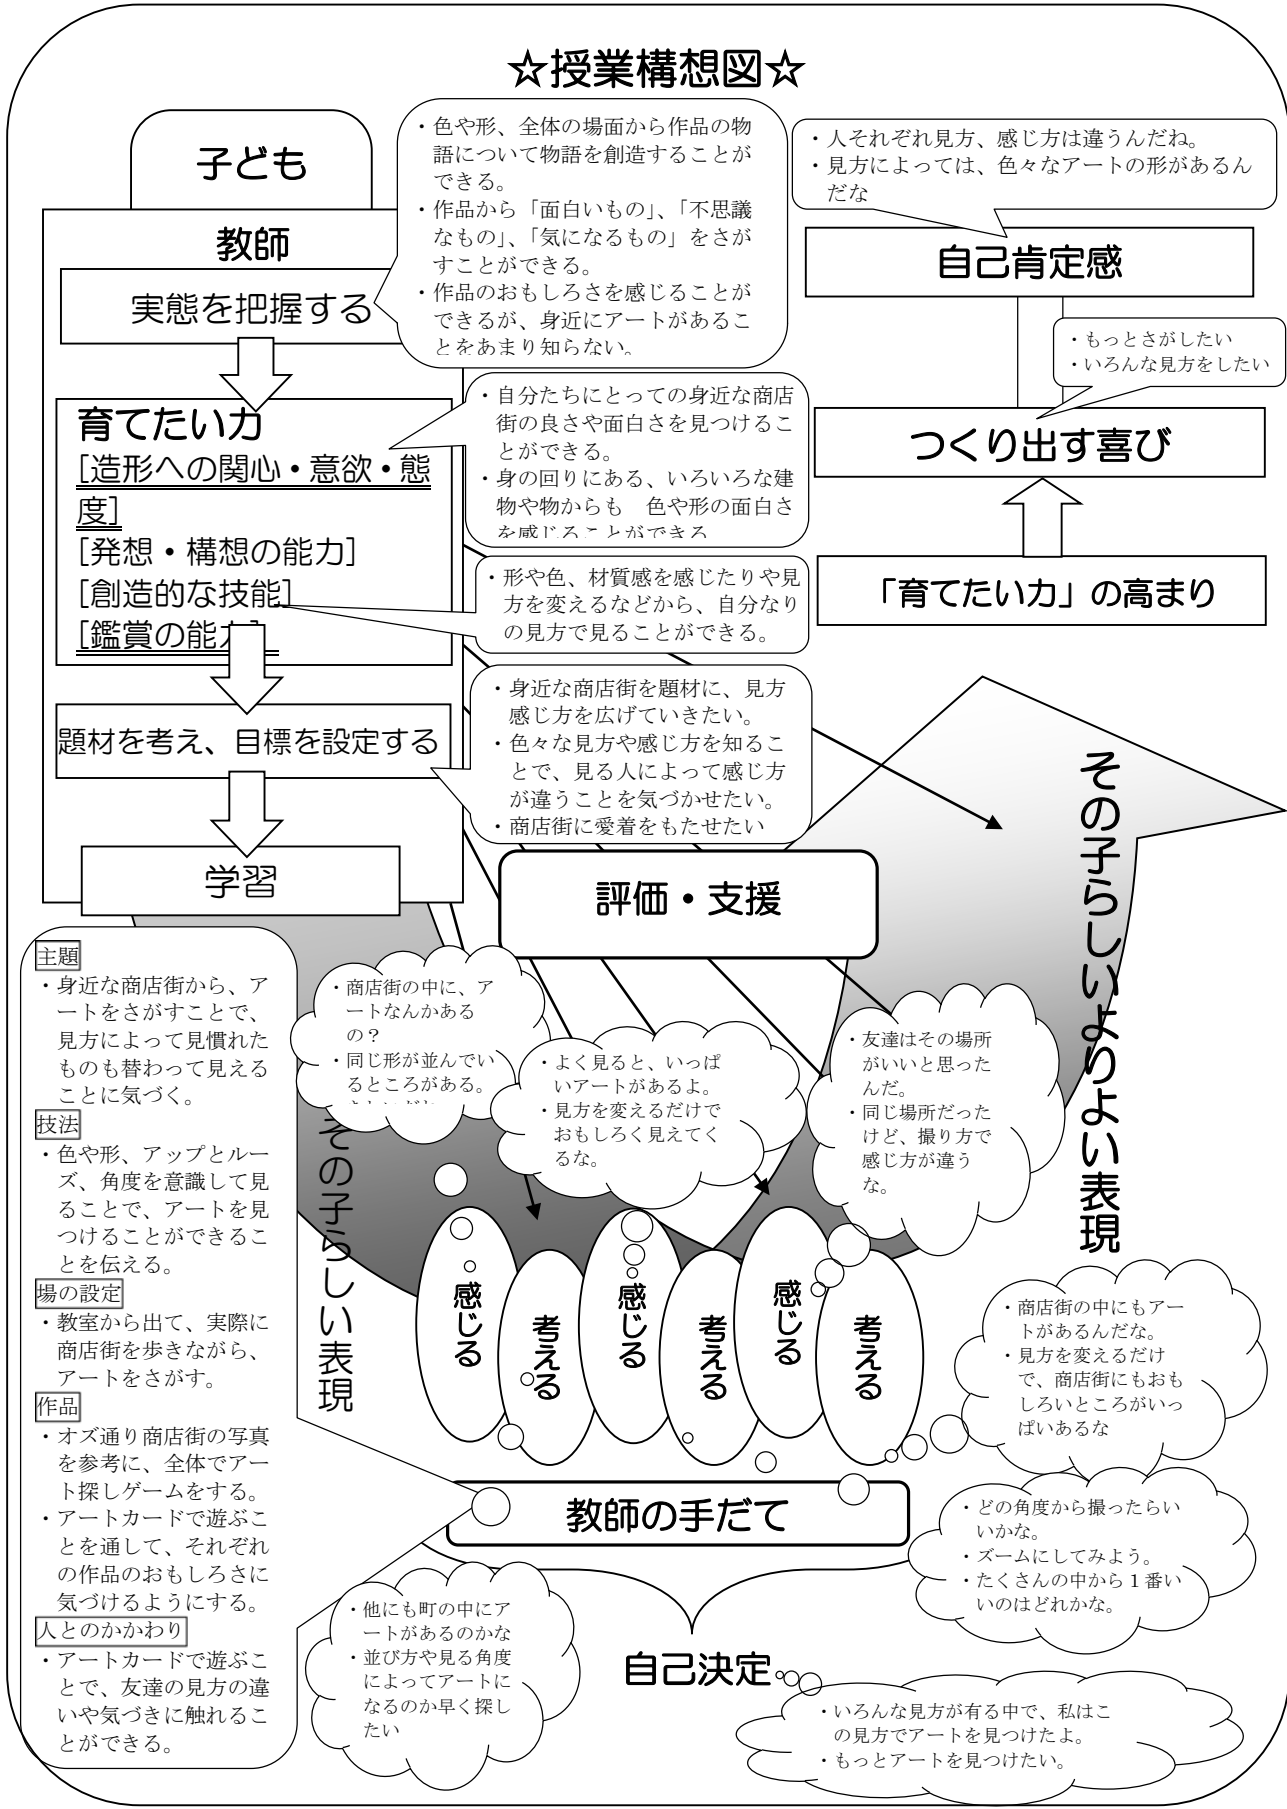 ☆授業構想図☆
子ども
教師
実態を把握する
・色や形、全体の場面から作品の物
語について物語を創造することが
できる。
・作品から「面白いもの」、「不思議
なもの」、「気になるもの」をさが
すことができる。
・作品のおもしろさを感じることが
できるが、身近にアートがあるこ
とをあまり知らない。
育てたい力
[造形への関心・意欲・態
度]
[発想・構想の能力]
[創造的な技能]
[鑑賞の能力]
・自分たちにとっての身近な商店
街の良さや面白さを見つけるこ
とができる。
・身の回りにある、いろいろな建
物や物からも　色や形の面白さ
を感じることができる
・形や色、材質感を感じたりや見
方を変えるなどから、自分なり
の見方で見ることができる。
題材を考え、目標を設定する
・身近な商店街を題材に、見方
感じ方を広げていきたい。
・色々な見方や感じ方を知るこ
とで、見る人によって感じ方
が違うことを気づかせたい。
・商店街に愛着をもたせたい
学習
・人それぞれ見方、感じ方は違うんだね。
・見方によっては、色々なアートの形があるん
だな
自己肯定感
・もっとさがしたい
・いろんな見方をしたい
つくり出す喜び
「育てたい力」の高まり
その子らしいよりよい表現
評価・支援
主題
・身近な商店街から、ア
ートをさがすことで、
見方によって見慣れた
ものも替わって見える
ことに気づく。
技法
・色や形、アップとルー
ズ、角度を意識して見
ることで、アートを見
つけることができるこ
とを伝える。
場の設定
・教室から出て、実際に
商店街を歩きながら、
アートをさがす。
作品
・オズ通り商店街の写真
を参考に、全体でアー
ト探しゲームをする。
・アートカードで遊ぶこ
とを通して、それぞれ
の作品のおもしろさに
気づけるようにする。
人とのかかわり
・アートカードで遊ぶこ
とで、友達の見方の違
いや気づきに触れるこ
とができる。
・商店街の中に、ア
ートなんかある
の？
・同じ形が並んでい
るところがある。
・よく見ると、いっぱ
いアートがあるよ。
・見方を変えるだけで
おもしろく見えてく
るな。
・友達はその場所
がいいと思った
んだ。
・同じ場所だった
けど、撮り方で
感じ方が違う
な。
その子らしい表現
感じる
考える
感じる
考える
感じる
考える
・商店街の中にもアー
トがあるんだな。
・見方を変えるだけ
で、商店街にもおも
しろいところがいっ
ぱいあるな
教師の手だて
・どの角度から撮ったらい
いかな。
・ズームにしてみよう。
・たくさんの中から１番い
いのはどれかな。
・他にも町の中にア
ートがあるのかな
・並び方や見る角度
によってアートに
なるのか早く探し
たい
自己決定
・いろんな見方が有る中で、私はこ
の見方でアートを見つけたよ。
・もっとアートを見つけたい。